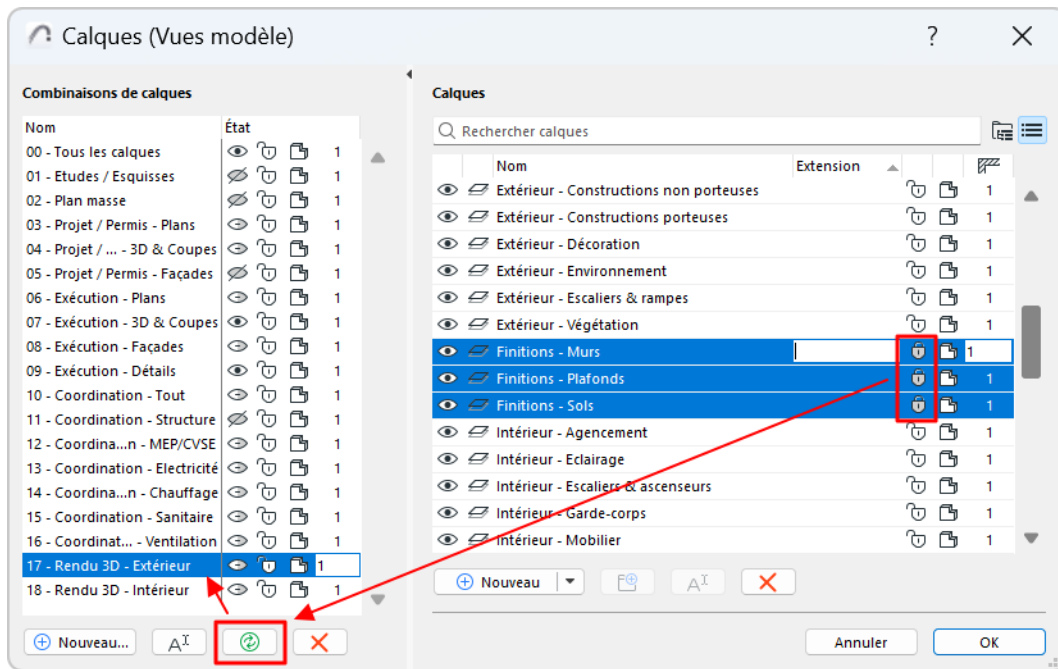 Calques (Vues modèle)
?
Combinaisons de calques
Nom État
00 - Tous les calques 1
01 - Etudes / Esquisses 1
02 - Plan masse 1
03 - Projet / Permis - Plans 1
04 - Projet / ... - 3D & Coupes 1
05 - Projet / Permis - Façades 1
06 - Exécution - Plans 1
07 - Exécution - 3D & Coupes 1
08 - Exécution - Façades 1
09 - Exécution - Détails 1
10 - Coordination - Tout 1
11 - Coordination - Structure 1
12 - Coordina...n - MEP/CVSE 1
13 - Coordination - Electricité 1
14 - Coordina...n - Chauffage 1
15 - Coordination - Sanitaire 1
16 - Coordinat... - Ventilation 1
17 - Rendu 3D - Extérieur 1
18 - Rendu 3D - Intérieur 1
Nouveau...
Calques
Rechercher calques
Nom Extension
Extérieur - Constructions non porteuses 1
Extérieur - Constructions porteuses 1
Extérieur - Décoration 1
Extérieur - Environnement 1
Extérieur - Escaliers & rampes 1
Extérieur - Végétation 1
Finitions - Murs 1
Finitions - Plafonds 1
Finitions - Sols 1
Intérieur - Agencement 1
Intérieur - Eclairage 1
Intérieur - Escaliers & ascenseurs 1
Intérieur - Garde-corps 1
Intérieur - Mobilier 1
Nouveau
Annuler
OK